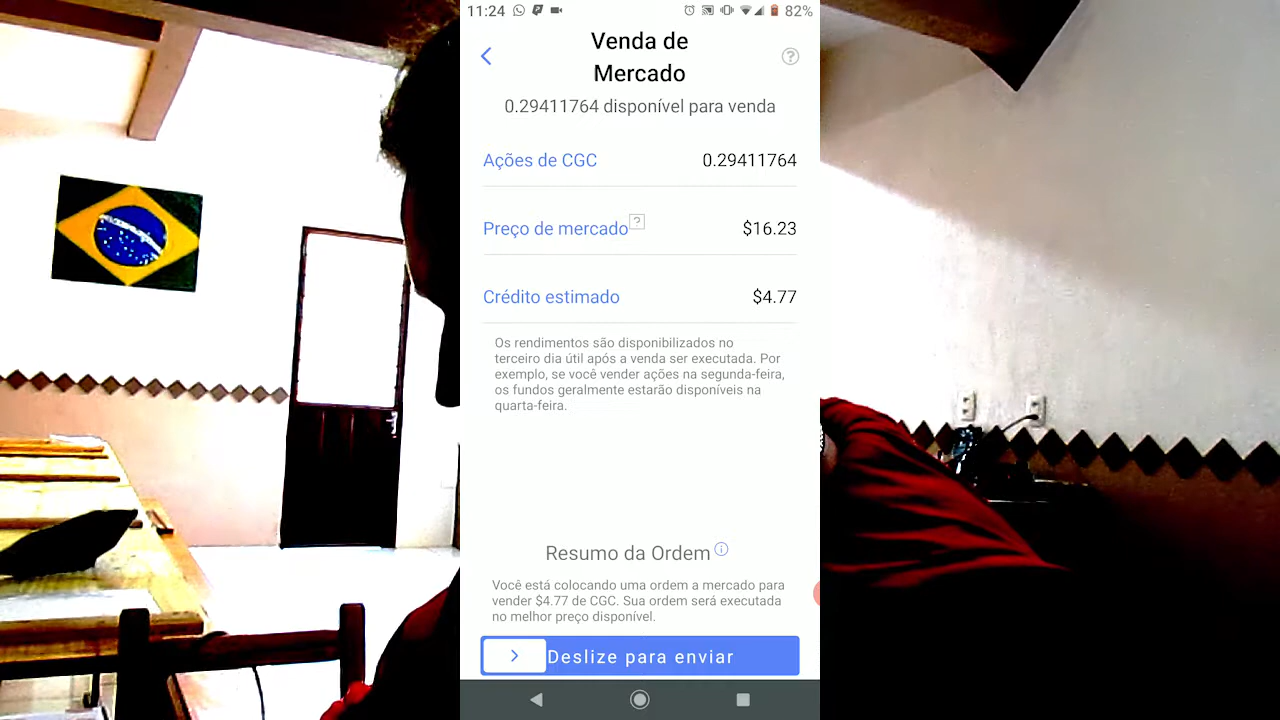 11:24
82%
Venda de
Mercado
0.29411764 disponível para venda
Ações de CGC 0.29411764
Preço de mercado ? $16.23
Crédito estimado $4.77
Os rendimentos são disponibilizados no
terceiro dia útil após a venda ser executada. Por
exemplo, se você vender ações na segunda-feira,
os fundos geralmente estarão disponíveis na
quarta-feira.
Resumo da Ordem
Você está colocando uma ordem a mercado para
vender $4.77 de CGC. Sua ordem será executada
no melhor preço disponível.
Deslize para enviar